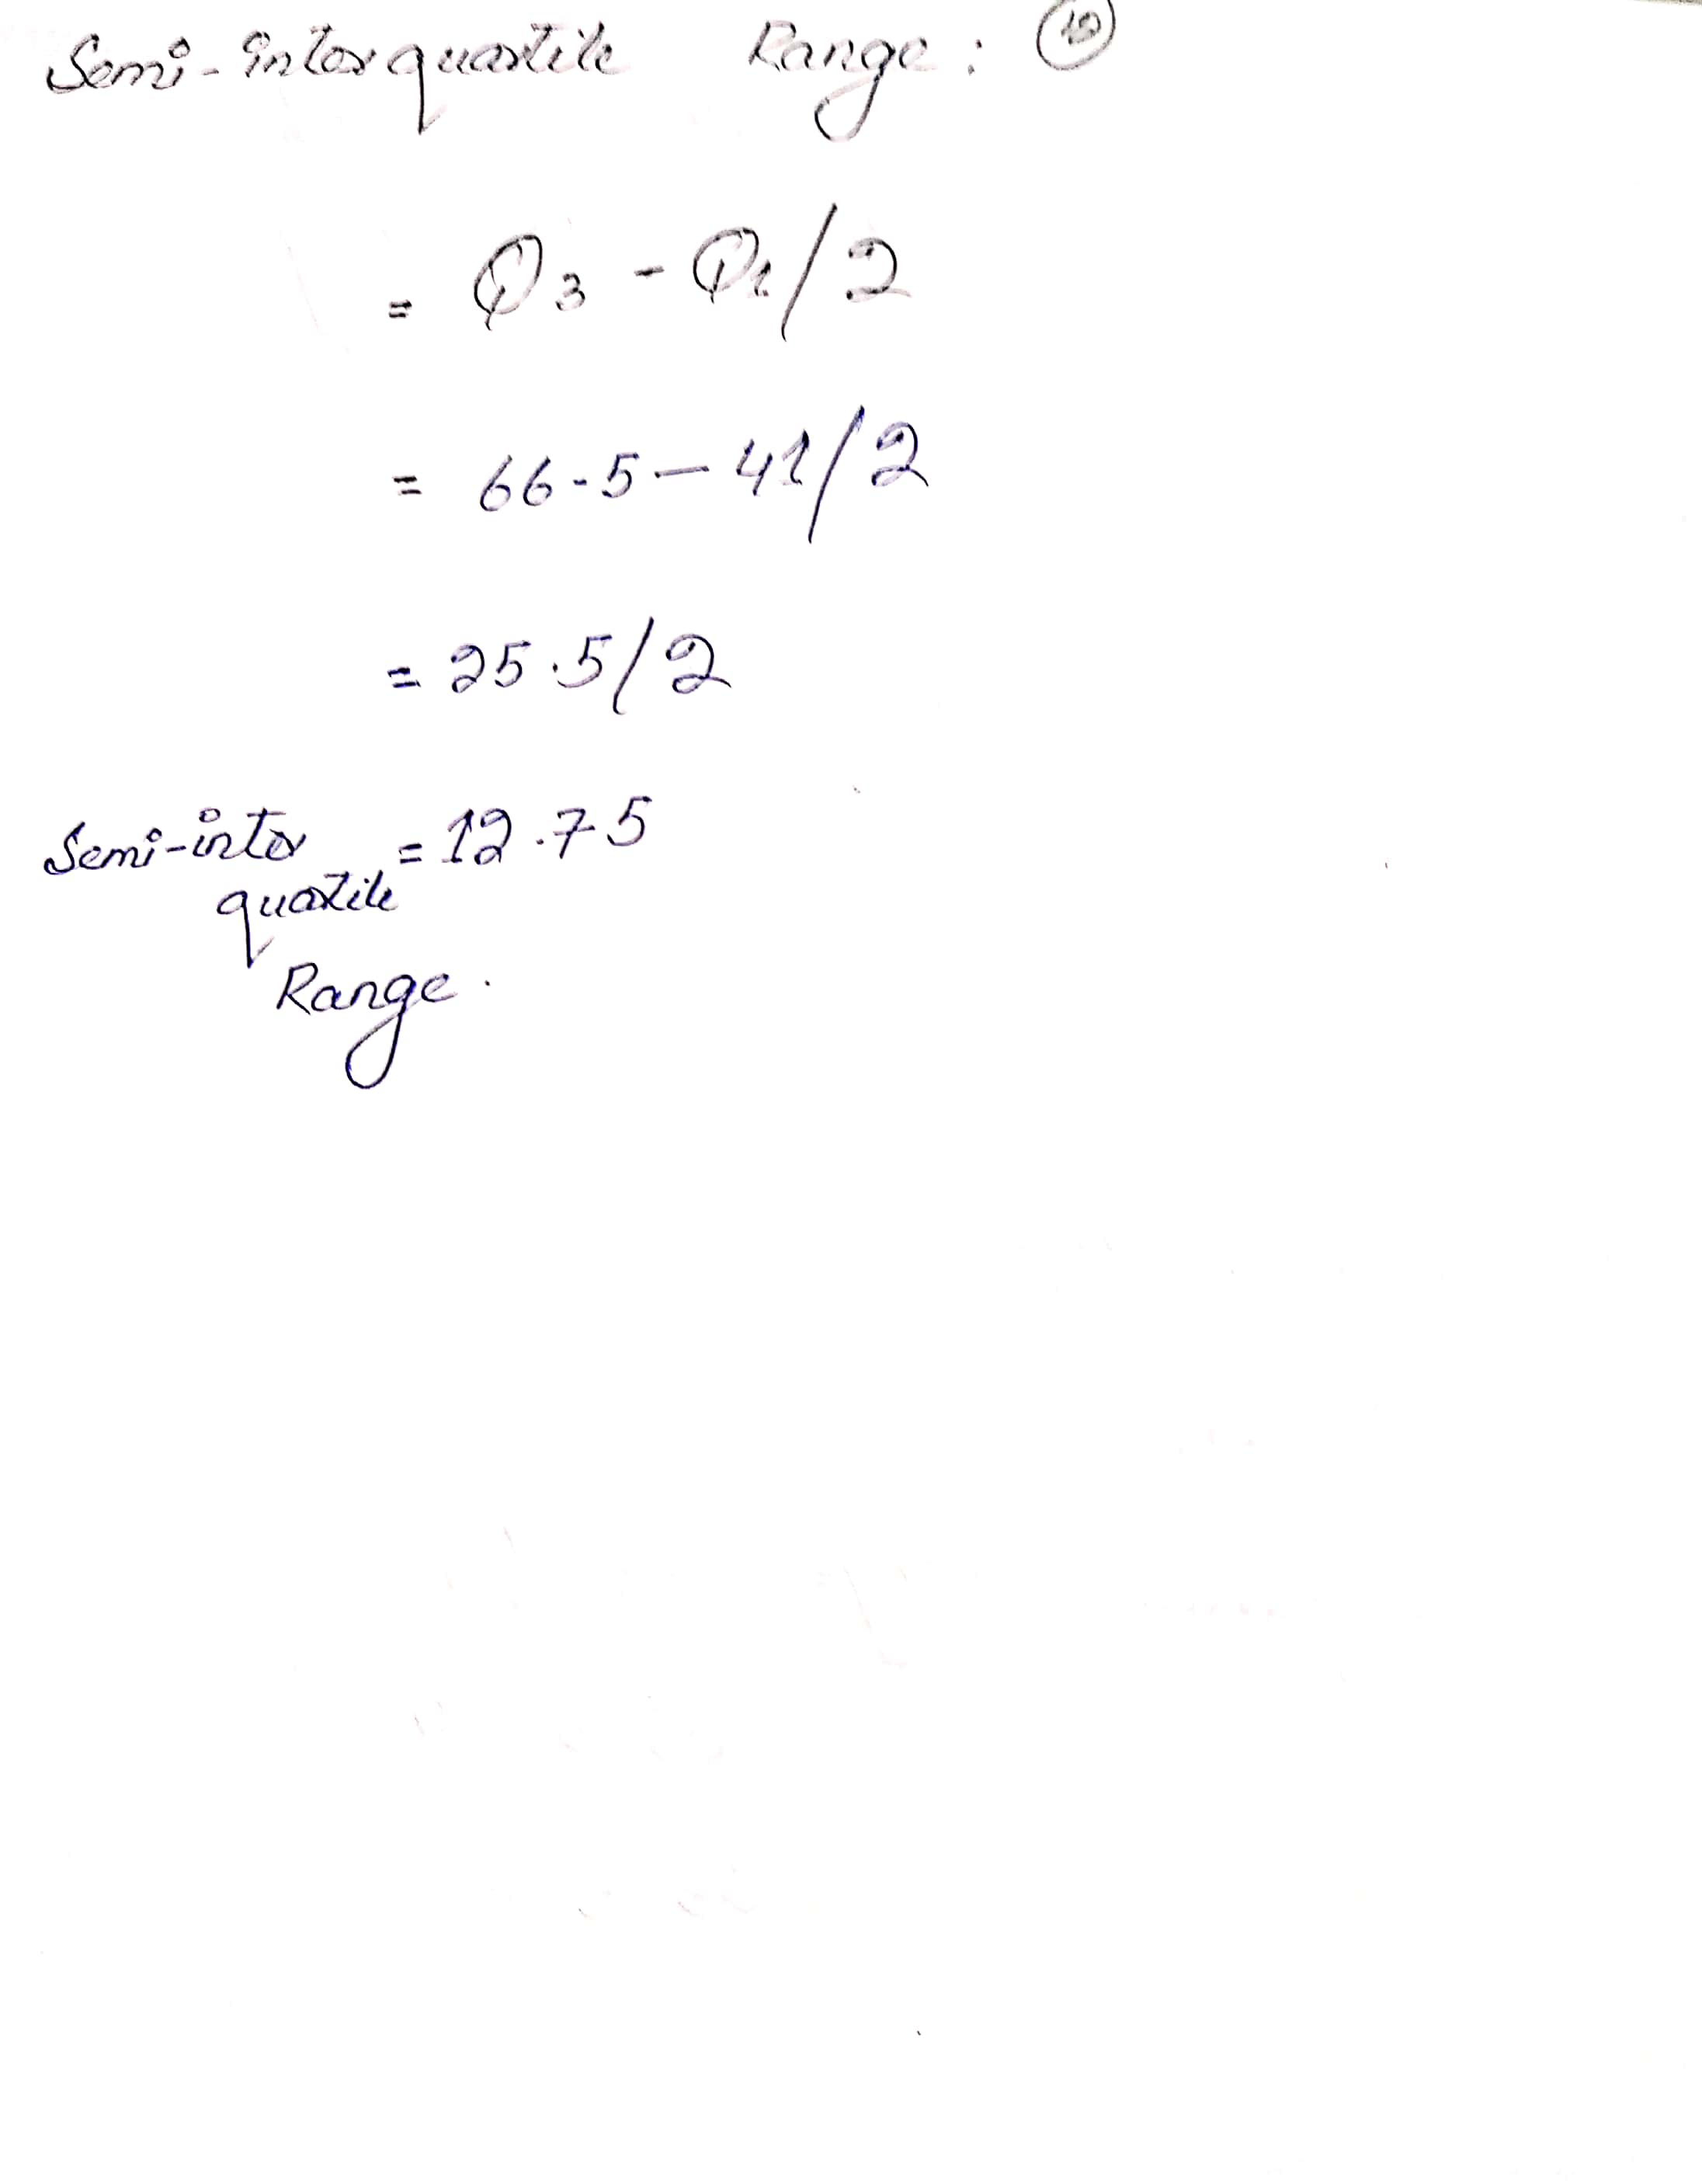 Semi-interquartile Range: 10
= Q3 - Q1/2
= 66.5 - 41/2
= 25.5/2
Semi-inter = 12.75
quartile
Range.